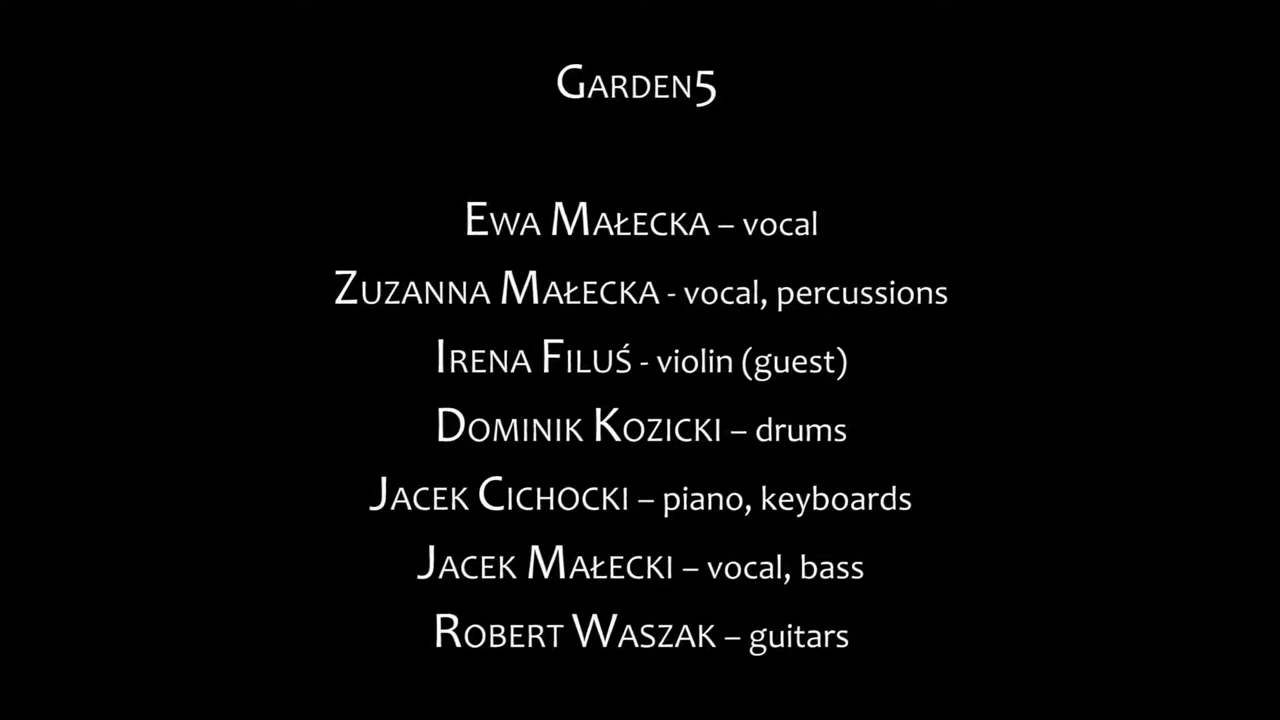 Garden5
Ewa Małecka – vocal
Zuzanna Małecka - vocal, percussions
Irena Filuś - violin (guest)
Dominik Kozicki – drums
Jacek Cichocki – piano, keyboards
Jacek Małecki – vocal, bass
Robert Waszak – guitars